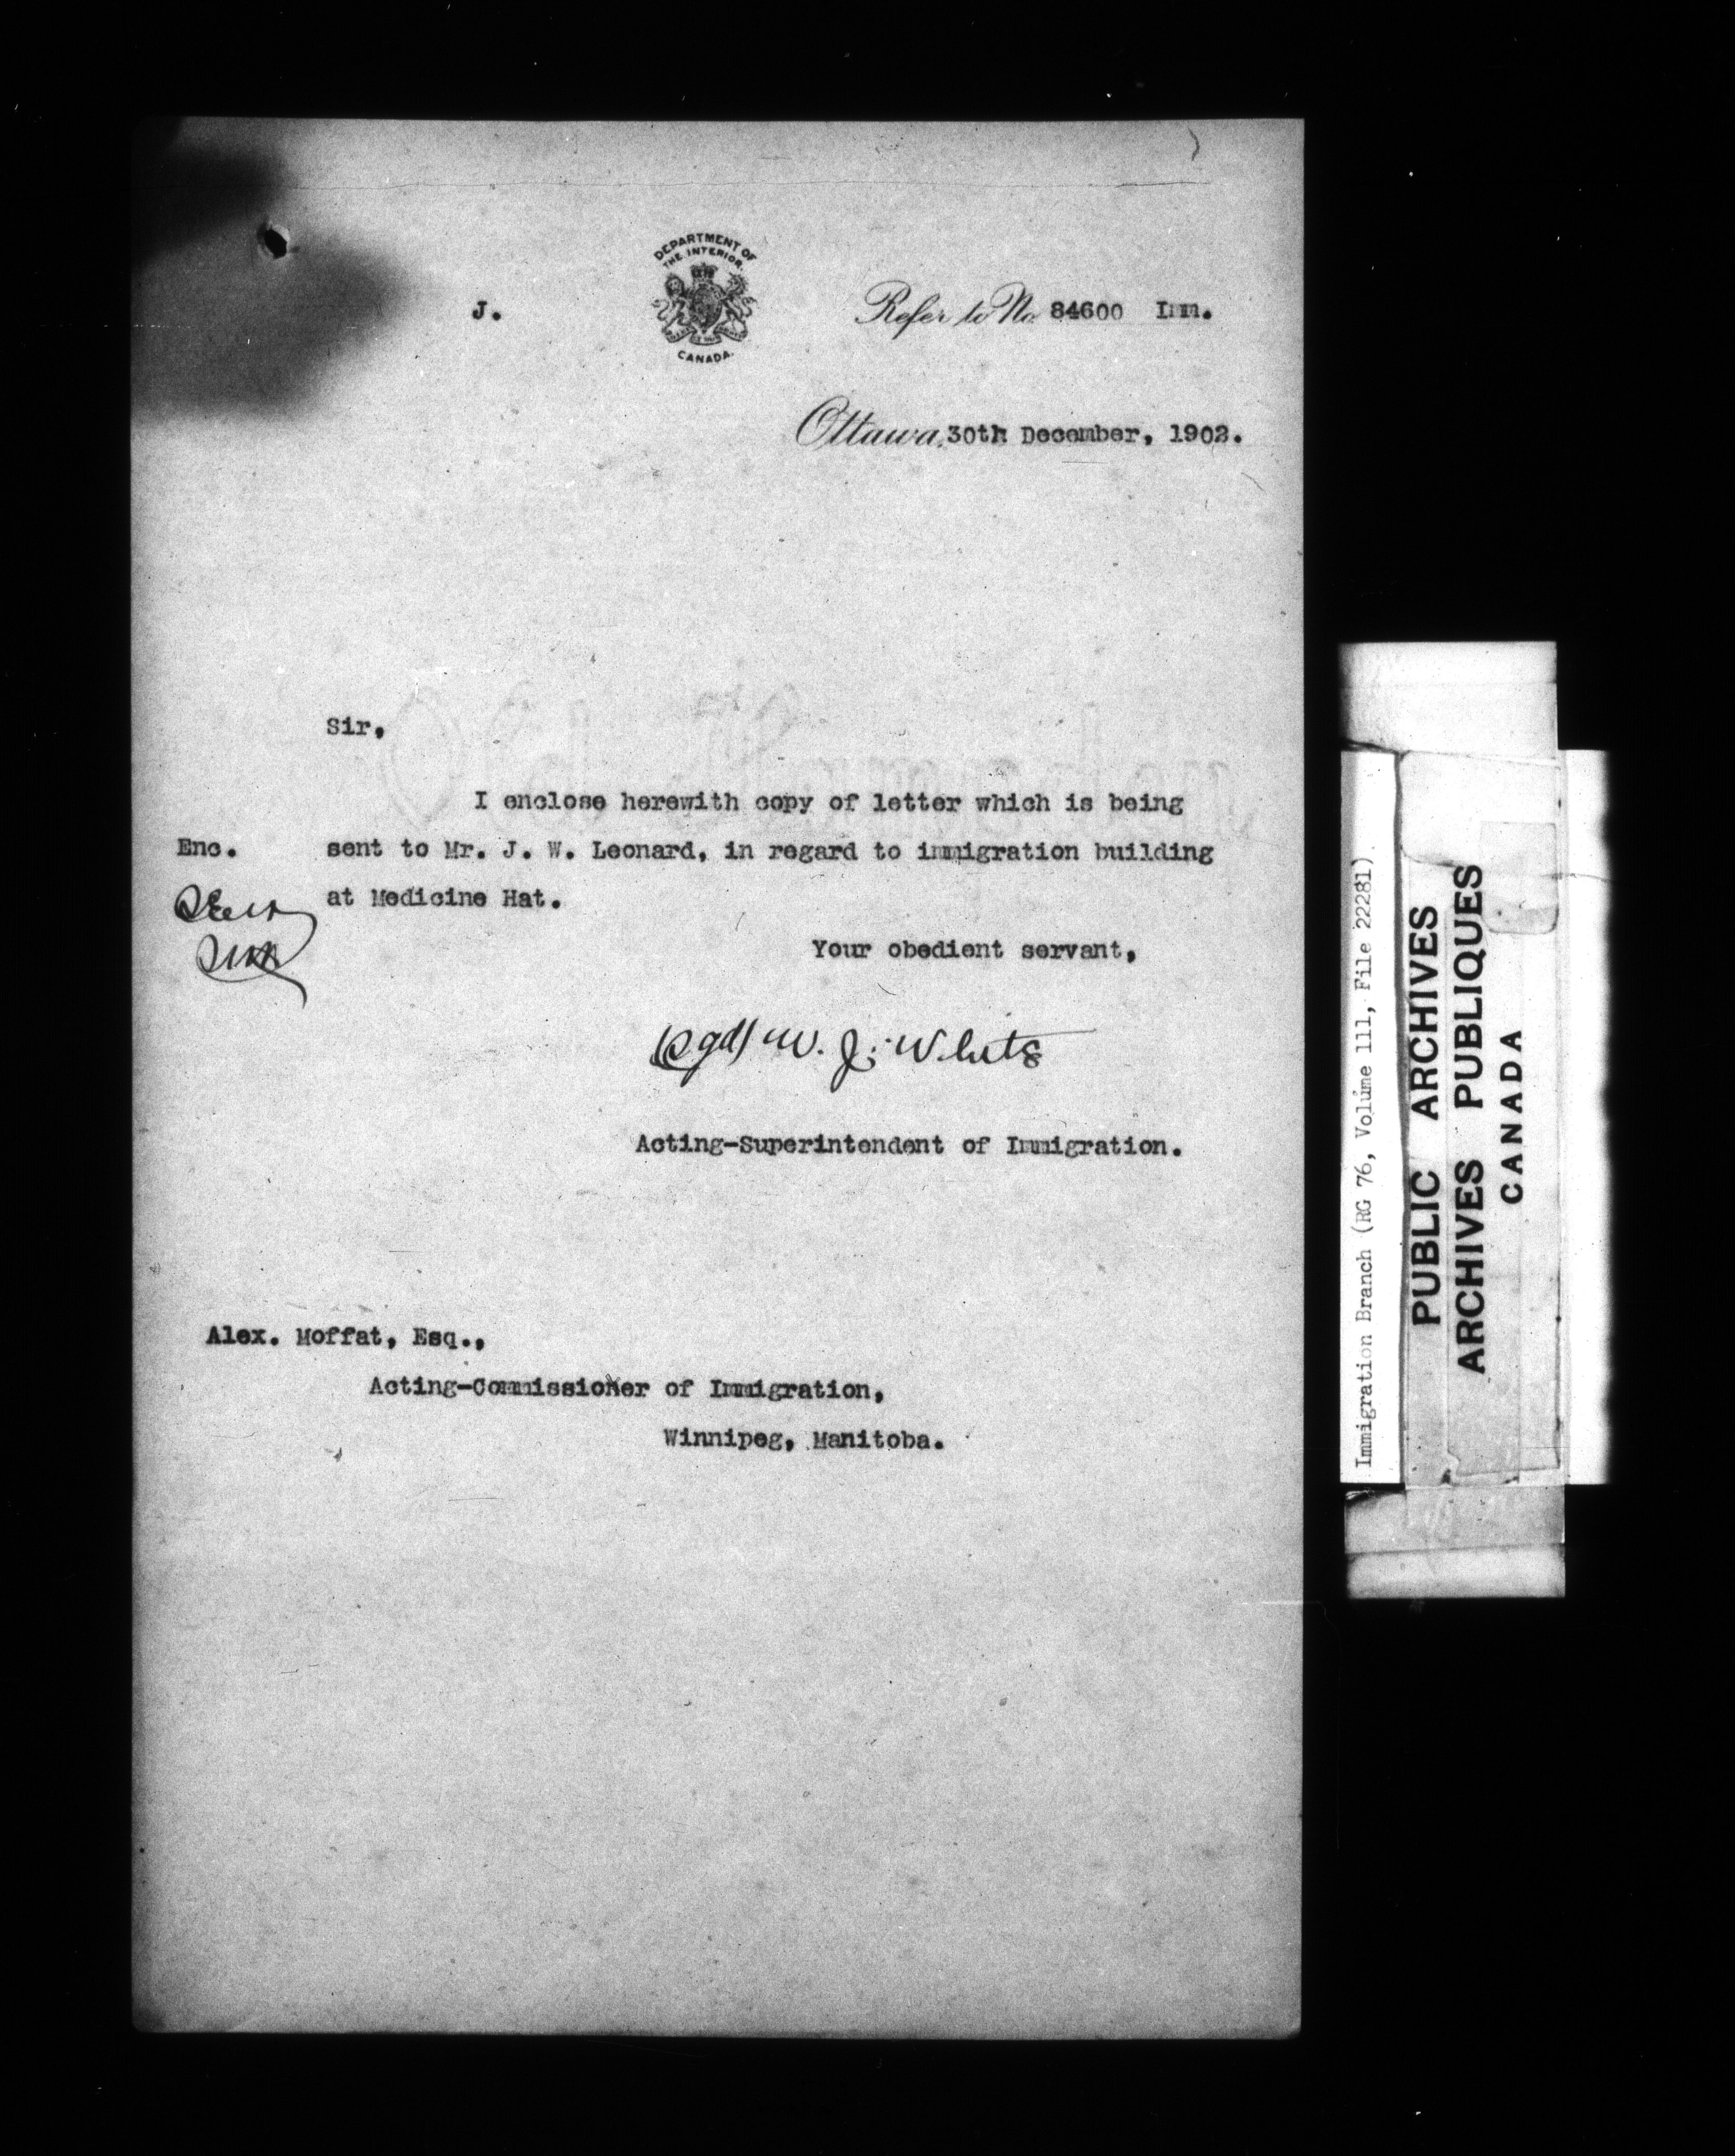 DEPARTMENT OF
THE INTERIOR.
CANADA.
J.
Refer to No. 84600 Imm.
Ottawa, 30th December, 1902.
Sir,
I enclose herewith copy of letter which is being
Enc. sent to Mr. J. W. Leonard, in regard to immigration building
at Medicine Hat.
Your obedient servant,
(Sgd) W. J. White
Acting-Superintendent of Immigration.
Alex. Moffat, Esq.,
Acting-Commissioner of Immigration,
Winnipeg, Manitoba.
Immigration Branch (RG 76, Volume 111, File 22281).
PUBLIC ARCHIVES
ARCHIVES PUBLIQUES
CANADA